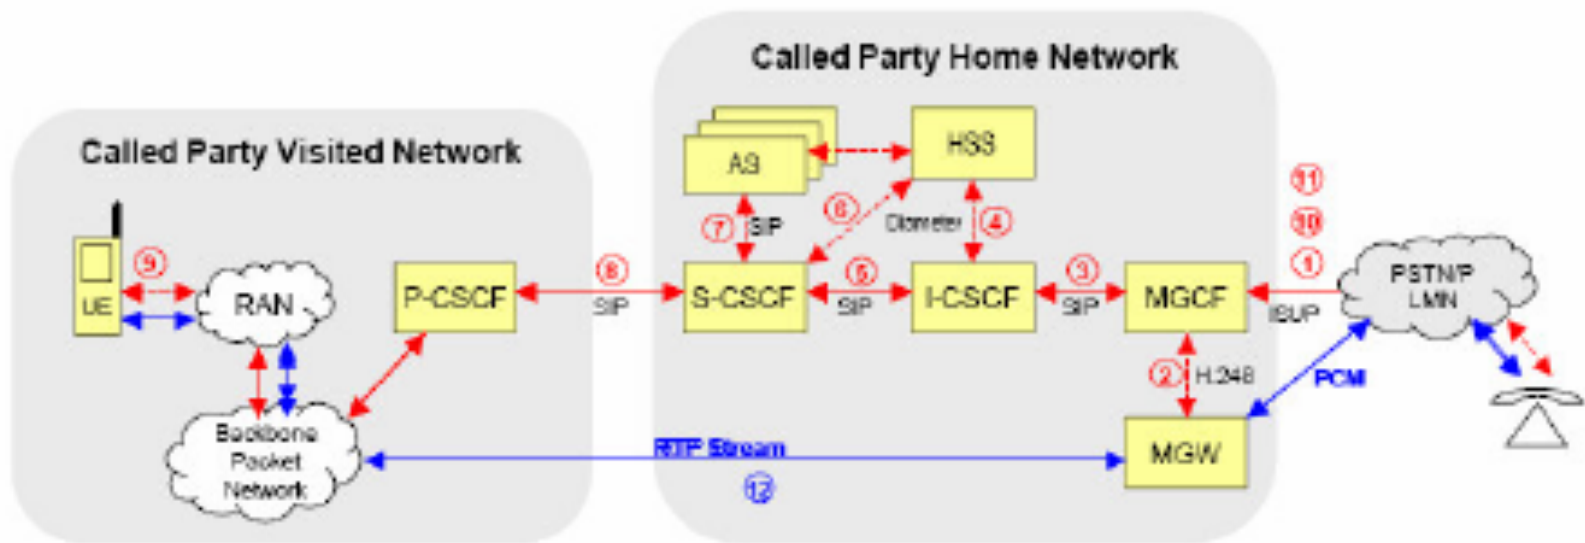 Called Party Home Network
Called Party Visited Network
AS
HSS
11
10
1
6
7
SIP
Diameter
4
9
UE
RAN
P-CSCF
8
SIP
S-CSCF
5
SIP
I-CSCF
3
SIP
MGCF
ISUP
PSTN/P
LMN
2
H.248
PCM
Backbone
Packet
Network
RTP Stream
12
MGW